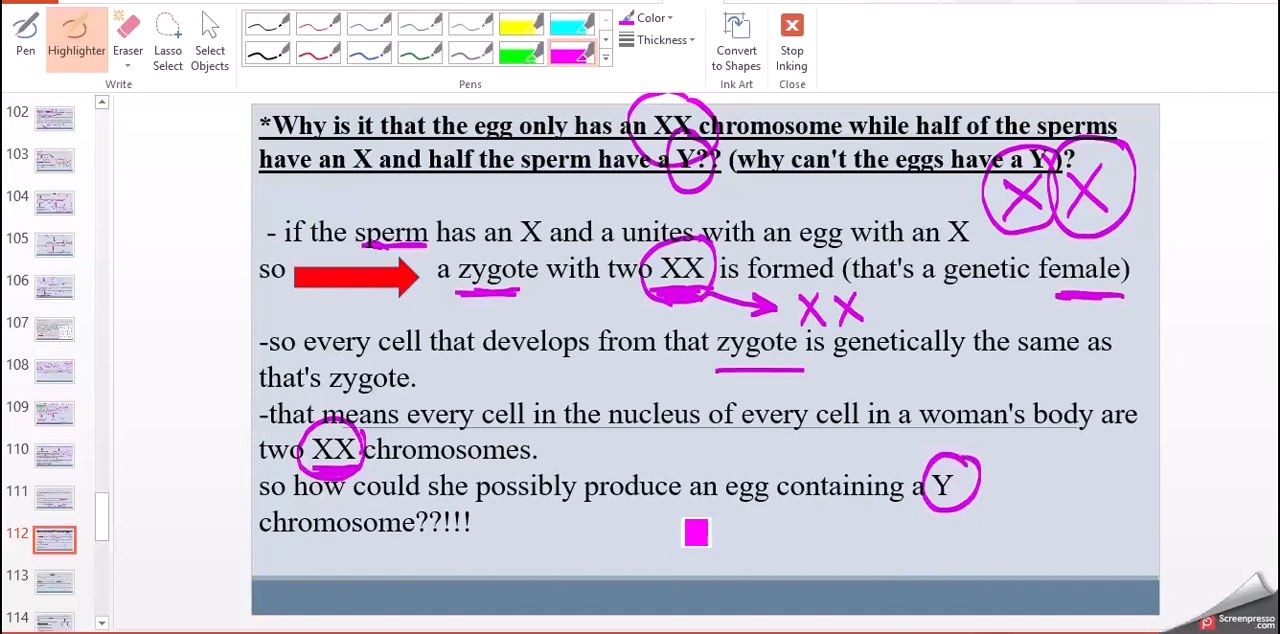 Pen
Highlighter
Eraser
Lasso
Select
Select
Objects
Write
Pens
Color
Thickness
Convert
to Shapes
Ink Art
Stop
Inking
Close
102
103
104
105
106
107
108
109
110
111
112
113
114
*Why is it that the egg only has an XX chromosome while half of the sperms
have an X and half the sperm have a Y?? (why can't the eggs have a Y )?
X X
- if the sperm has an X and a unites with an egg with an X
so a zygote with two XX is formed (that's a genetic female)
X X
-so every cell that develops from that zygote is genetically the same as
that's zygote.
-that means every cell in the nucleus of every cell in a woman's body are
two XX chromosomes.
so how could she possibly produce an egg containing a Y
chromosome??!!!
Screenpresso
.com